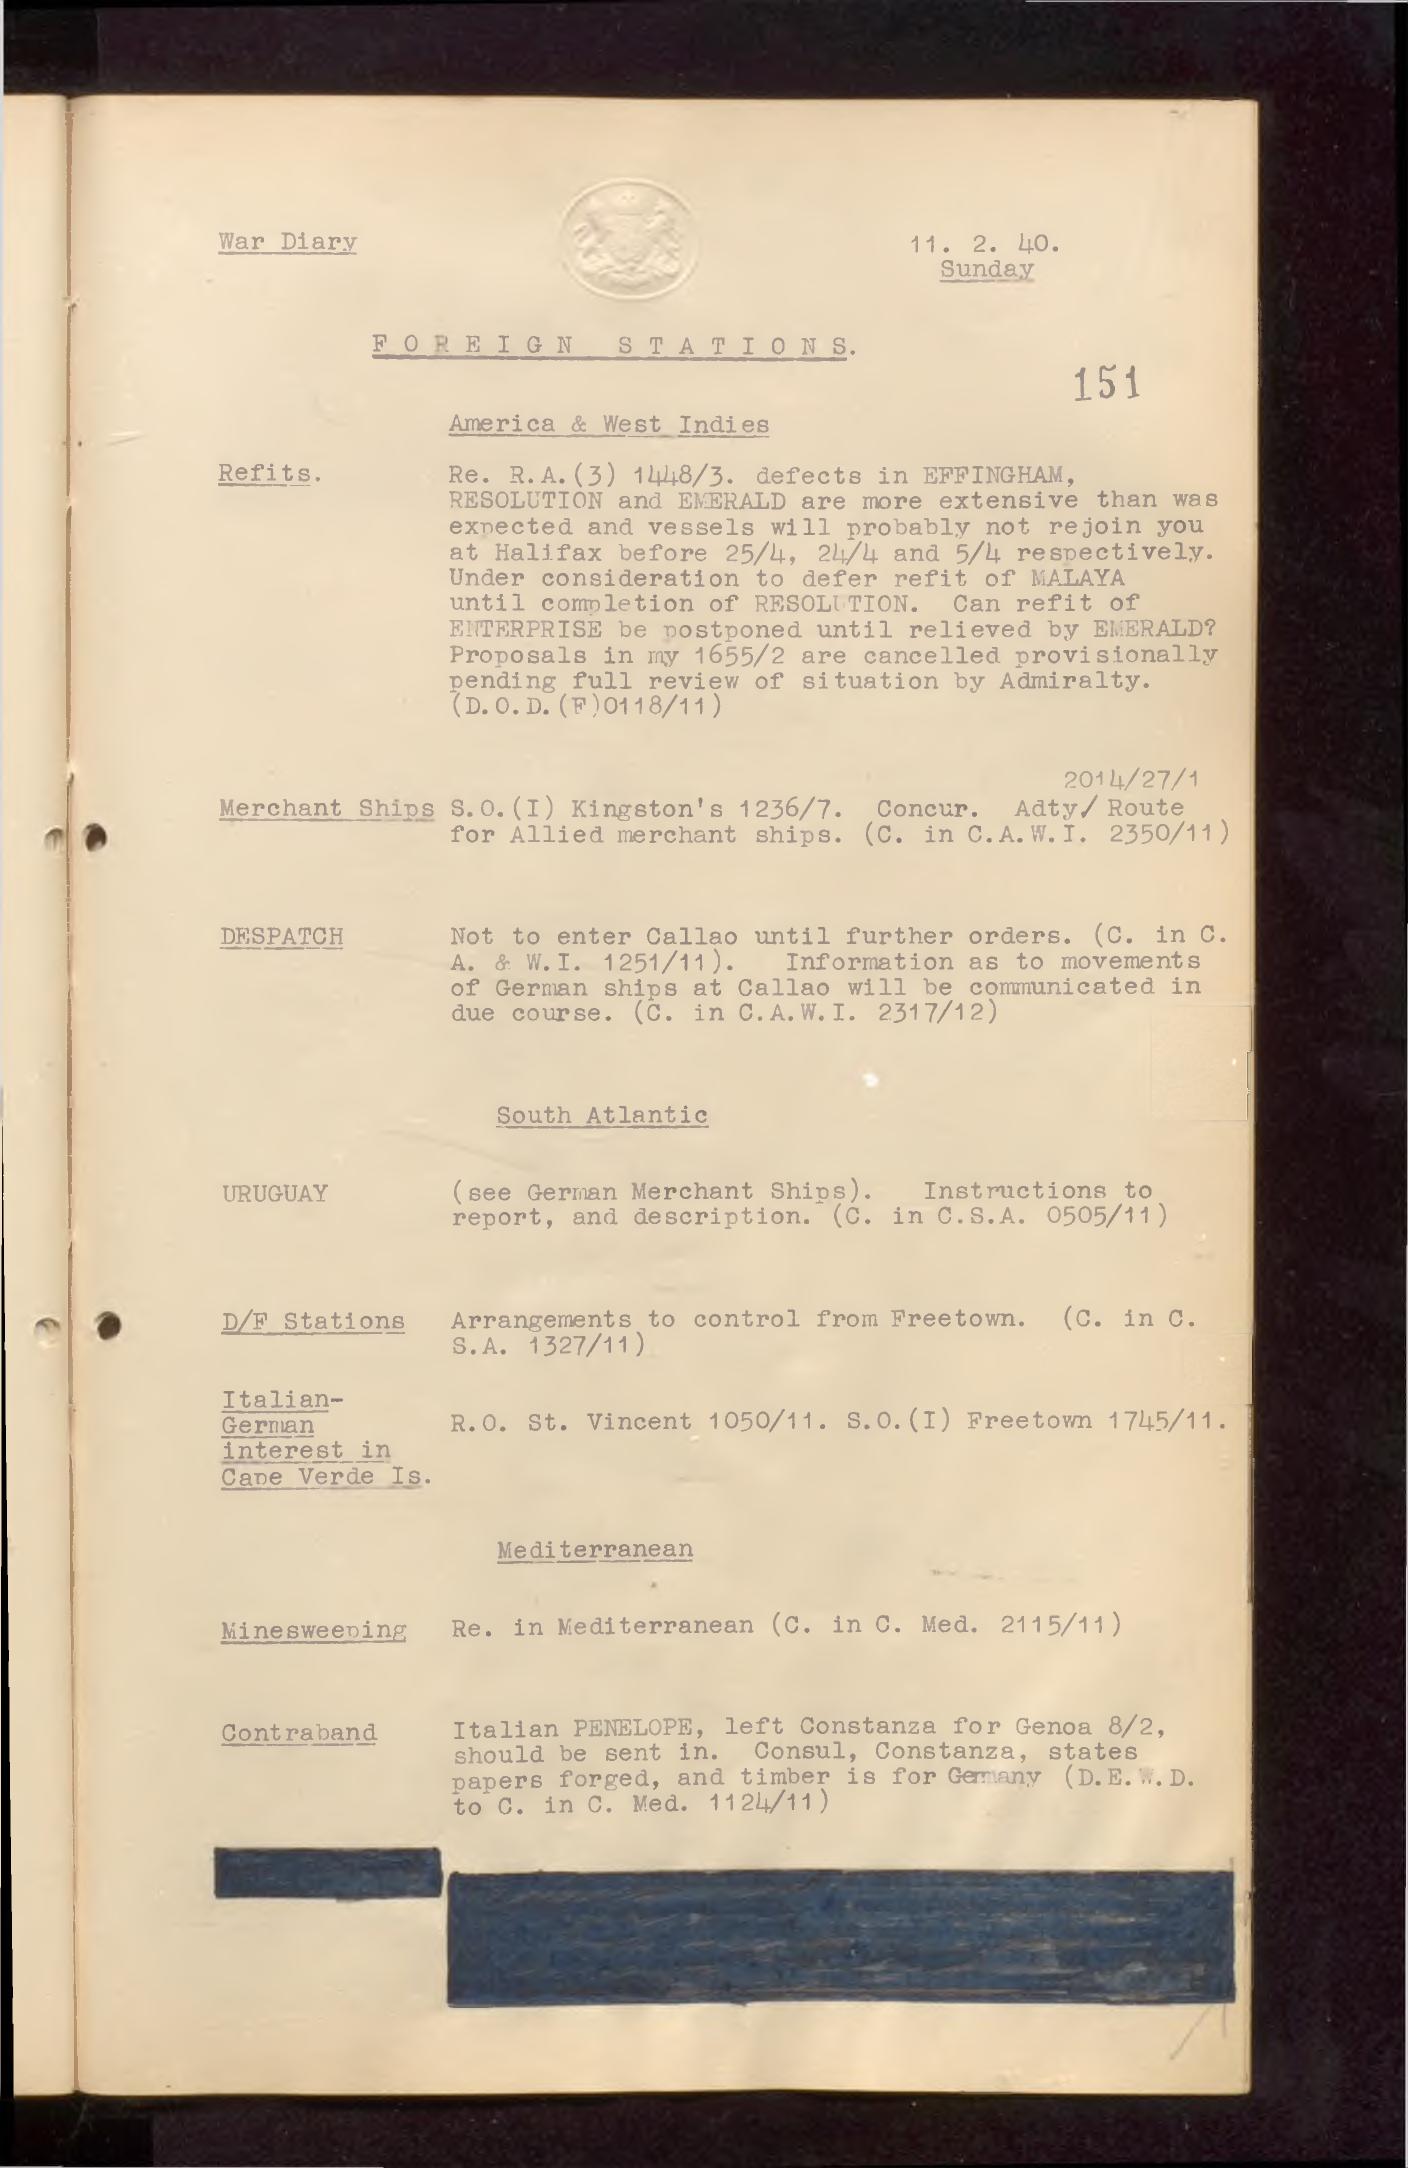 War Diary
11. 2. 40.
Sunday
FOREIGN STATIONS.
151
America & West Indies
Refits.
Re. R.A.(3) 1448/3. defects in EFFINGHAM,
RESOLUTION and EMERALD are more extensive than was
expected and vessels will probably not rejoin you
at Halifax before 25/4, 24/4 and 5/4 respectively.
Under consideration to defer refit of MALAYA
until completion of RESOLUTION. Can refit of
ENTERPRISE be postponed until relieved by EMERALD?
Proposals in my 1655/2 are cancelled provisionally
pending full review of situation by Admiralty.
(D.O.D.(F)0118/11)
2014/27/1
Merchant Ships S.O.(I) Kingston's 1236/7. Concur. Adty/ Route
for Allied merchant ships. (C. in C.A.W.I. 2350/11)
DESPATCH
Not to enter Callao until further orders. (C. in C.
A. & W.I. 1251/11). Information as to movements
of German ships at Callao will be communicated in
due course. (C. in C.A.W.I. 2317/12)
South Atlantic
URUGUAY
(see German Merchant Ships). Instructions to
report, and description. (C. in C.S.A. 0505/11)
D/F Stations
Arrangements to control from Freetown. (C. in C.
S.A. 1327/11)
Italian-
German
interest in
Cape Verde Is.
R.O. St. Vincent 1050/11. S.O.(I) Freetown 1745/11.
Mediterranean
Minesweeping
Re. in Mediterranean (C. in C. Med. 2115/11)
Contraband
Italian PENELOPE, left Constanza for Genoa 8/2,
should be sent in. Consul, Constanza, states
papers forged, and timber is for Germany (D.E.W.D.
to C. in C. Med. 1124/11)